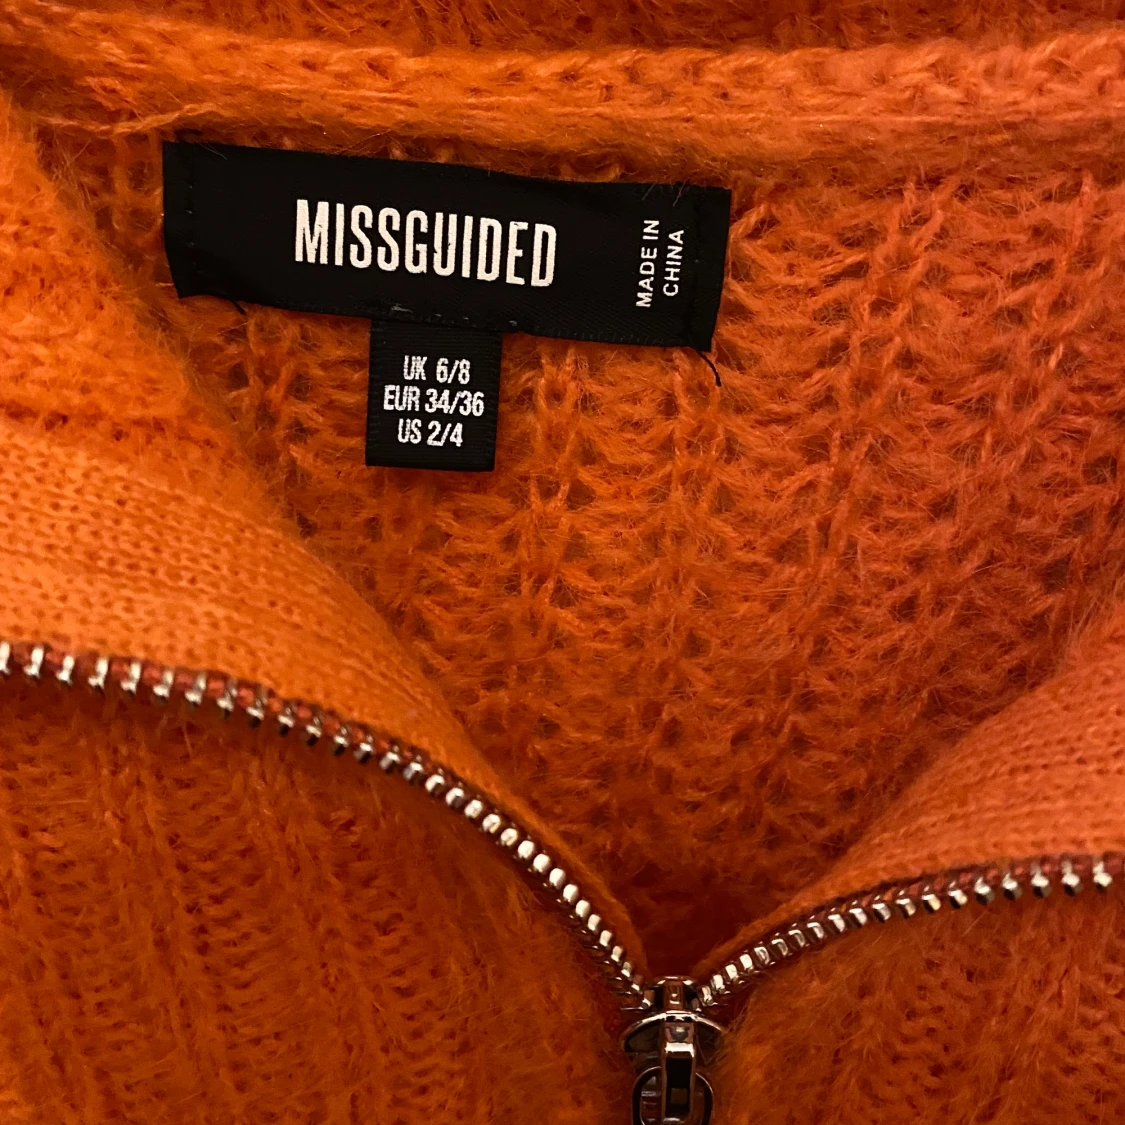 MISSGUIDED
MADE IN
CHINA
UK 6/8
EUR 34/36
US 2/4